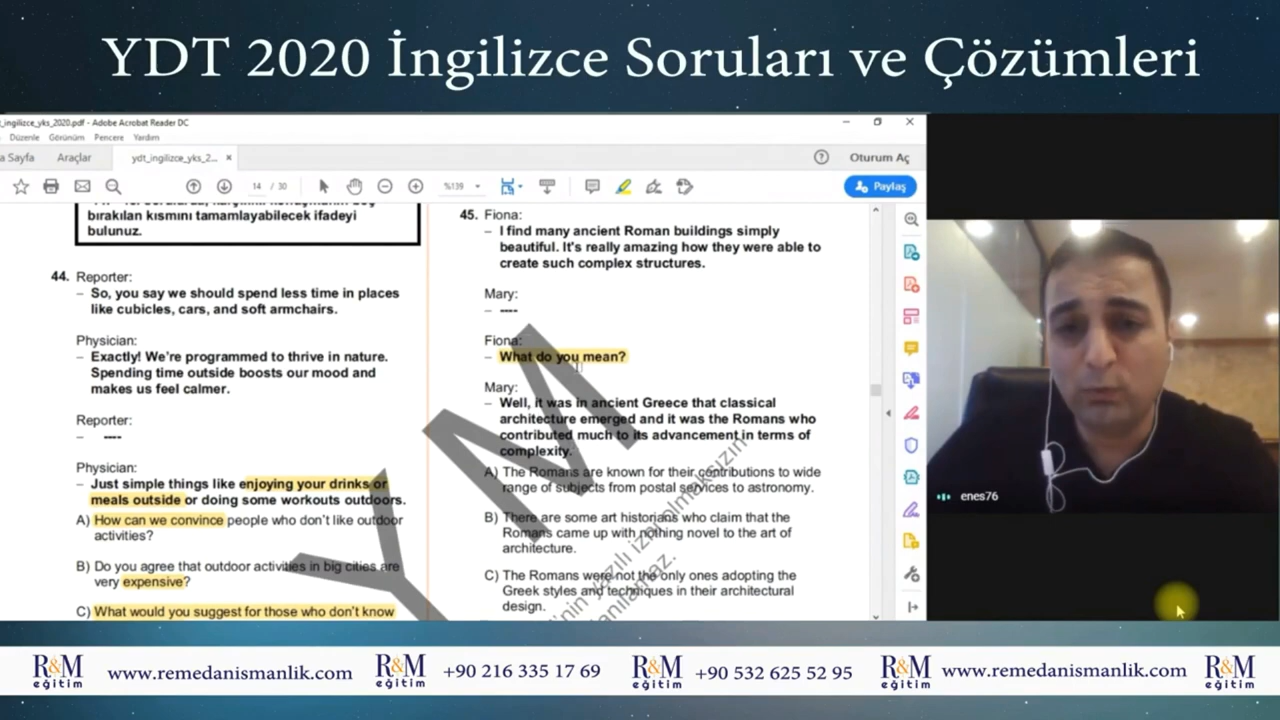 YDT 2020 İngilizce Soruları ve Çözümleri
_ingilizce_yks_2020.pdf - Adobe Acrobat Reader DC
Düzenle Görünüm Pencere Yardım
a Sayfa Araçlar ydt_ingilizce_yks_2... × Oturum Aç
14 / 30 %139 Paylaş
bırakılan kısmını tamamlayabilecek ifadeyi
bulunuz.
44. Reporter:
– So, you say we should spend less time in places
like cubicles, cars, and soft armchairs.
Physician:
– Exactly! We're programmed to thrive in nature.
Spending time outside boosts our mood and
makes us feel calmer.
Reporter:
– ----
Physician:
– Just simple things like enjoying your drinks or
meals outside or doing some workouts outdoors.
A) How can we convince people who don't like outdoor
activities?
B) Do you agree that outdoor activities in big cities are
very expensive?
C) What would you suggest for those who don't know
45. Fiona:
– I find many ancient Roman buildings simply
beautiful. It's really amazing how they were able to
create such complex structures.
Mary:
– ----
Fiona:
– What do you mean?
Mary:
– Well, it was in ancient Greece that classical
architecture emerged and it was the Romans who
contributed much to its advancement in terms of
complexity.
A) The Romans are known for their contributions to wide
range of subjects from postal services to astronomy.
B) There are some art historians who claim that the
Romans came up with nothing novel to the art of
architecture.
C) The Romans were not the only ones adopting the
Greek styles and techniques in their architectural
design.
YM
'nin yazılı izni olmaksızın
enes76
R&M eğitim www.remedanismanlik.com R&M eğitim +90 216 335 17 69 R&M eğitim +90 532 625 52 95 R&M eğitim www.remedanismanlik.com R&M eğitim